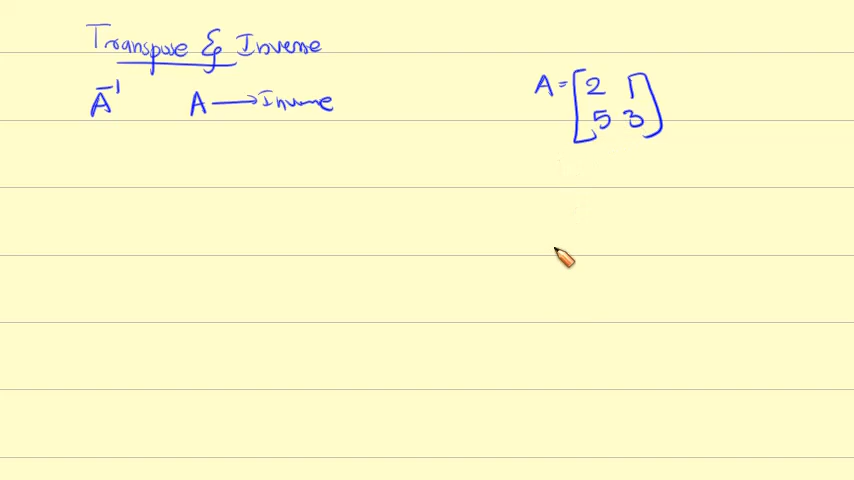 Transpose & Inverse
A⁻¹ A → Inverse
A = [2 1
5 3]